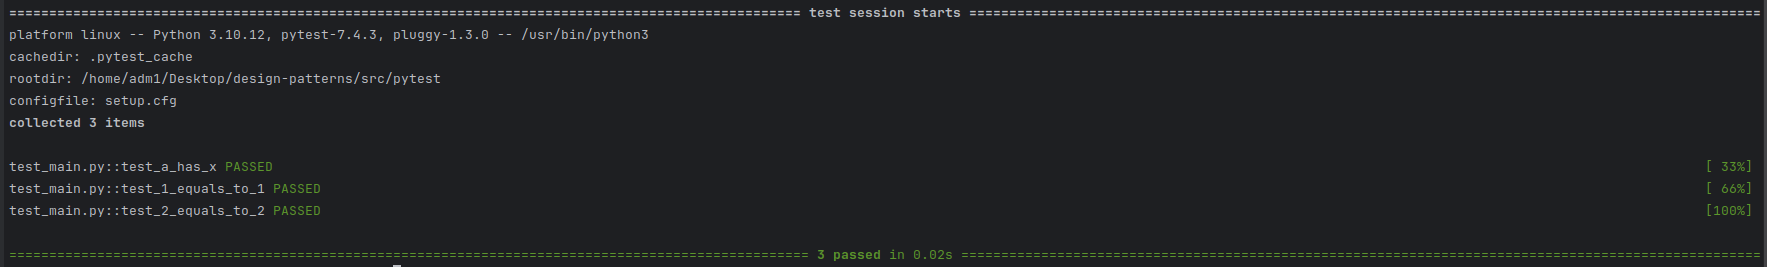 =================================================================================================== test session starts ===================================================================================================
platform linux -- Python 3.10.12, pytest-7.4.3, pluggy-1.3.0 -- /usr/bin/python3
cachedir: .pytest_cache
rootdir: /home/adm1/Desktop/design-patterns/src/pytest
configfile: setup.cfg
collected 3 items
test_main.py::test_a_has_x PASSED [ 33%]
test_main.py::test_1_equals_to_1 PASSED [ 66%]
test_main.py::test_2_equals_to_2 PASSED [100%]
==================================================================================================== 3 passed in 0.02s ====================================================================================================